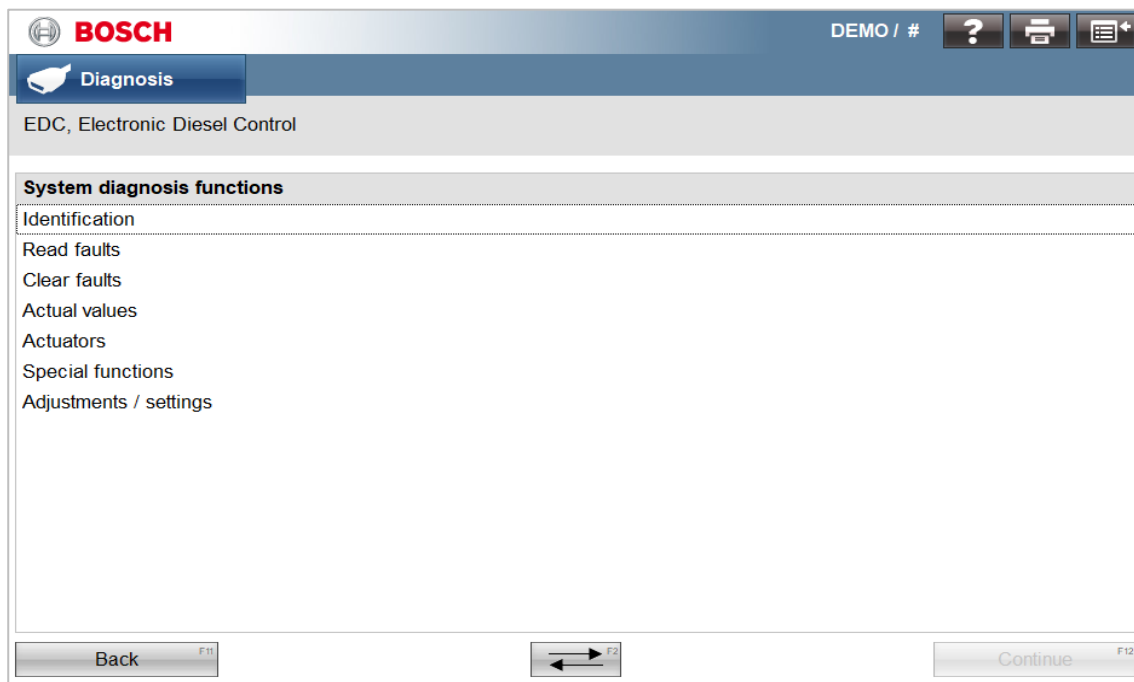 BOSCH
DEMO / #
?
Diagnosis
EDC, Electronic Diesel Control
System diagnosis functions
Identification
Read faults
Clear faults
Actual values
Actuators
Special functions
Adjustments / settings
Back F11
F2
Continue F12